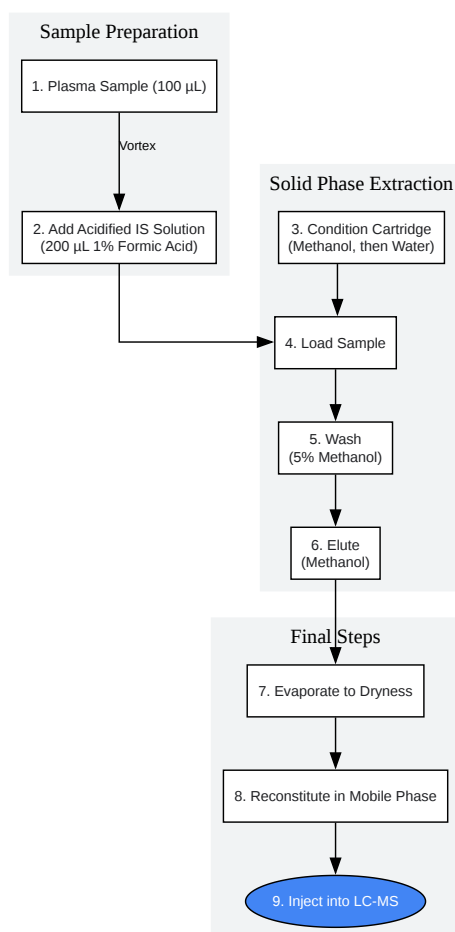 Sample Preparation
1. Plasma Sample (100 µL)
Vortex
2. Add Acidified IS Solution
(200 µL 1% Formic Acid)
Solid Phase Extraction
3. Condition Cartridge
(Methanol, then Water)
4. Load Sample
5. Wash
(5% Methanol)
6. Elute
(Methanol)
Final Steps
7. Evaporate to Dryness
8. Reconstitute in Mobile Phase
9. Inject into LC-MS